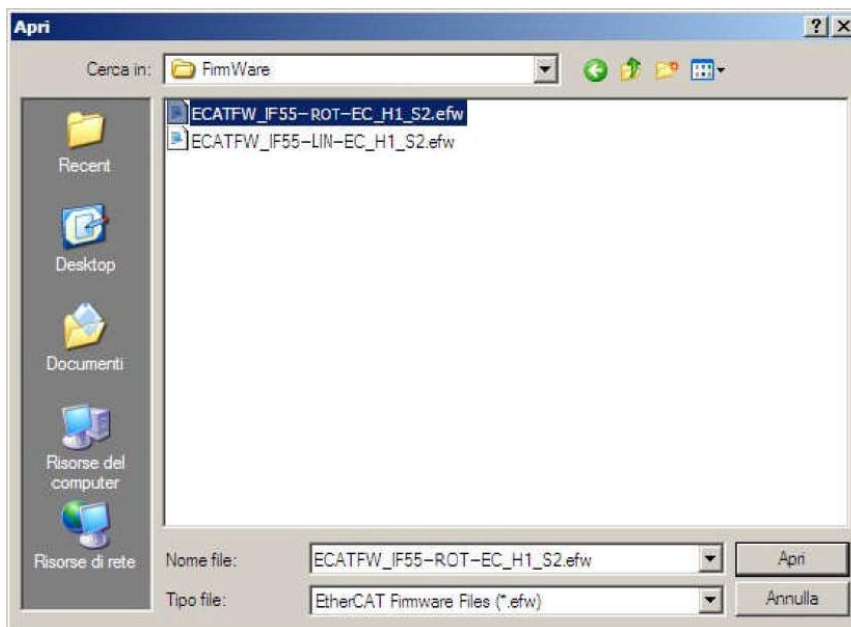 Apri
Cerca in: FirmWare
ECATFW_IF55-ROT-EC_H1_S2.efw
ECATFW_IF55-LIN-EC_H1_S2.efw
Recent
Desktop
Documenti
Risorse del
computer
Risorse di rete
Nome file: ECATFW_IF55-ROT-EC_H1_S2.efw Apri
Tipo file: EtherCAT Firmware Files (*.efw) Annulla